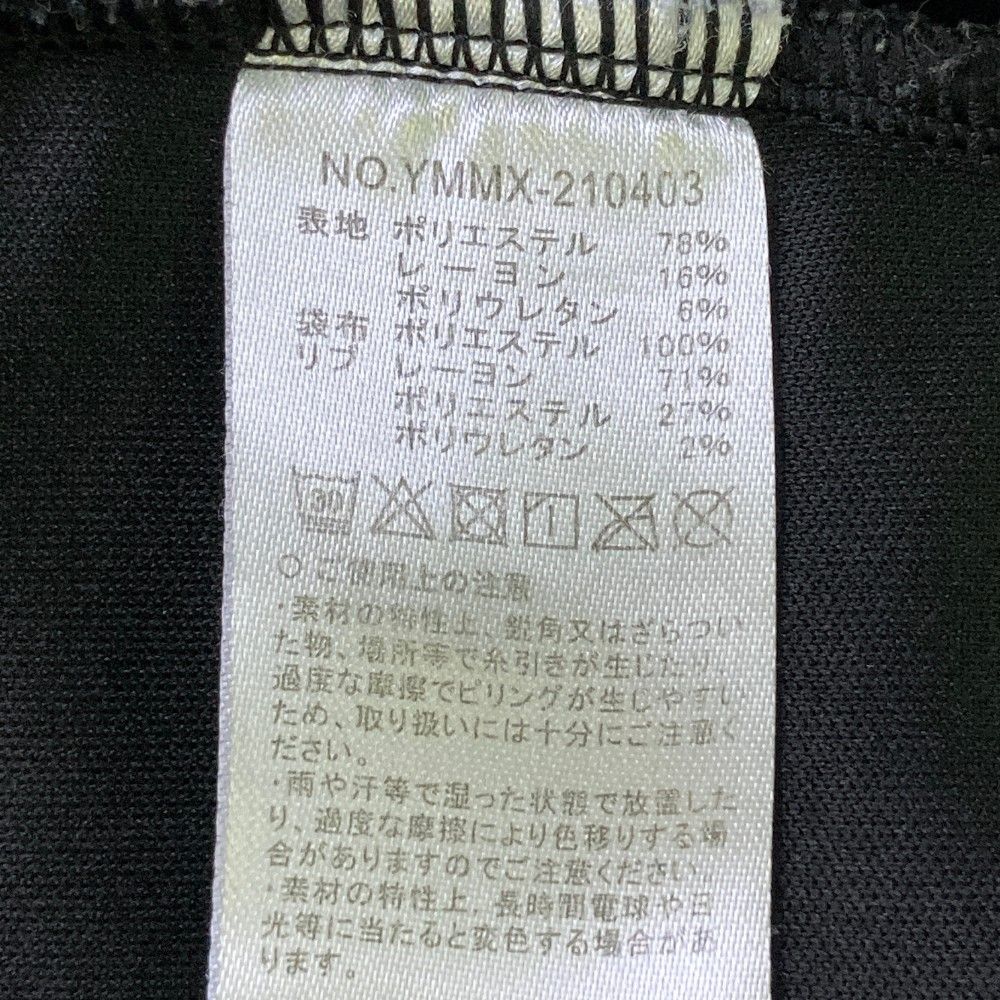 NO.YMMX-210403
表地 ポリエステル 78%
レーヨン 16%
ポリウレタン 6%
袋布 ポリエステル 100%
リブ レーヨン 71%
ポリエステル 27%
ポリウレタン 2%
30
○ご使用上の注意
・素材の特性上、鋭角又はざらつい
た物、場所等で糸引きが生じたり、
過度な摩擦でピリングが生じやすい
ため、取り扱いには十分にご注意く
ださい。
・雨や汗等で湿った状態で放置した
り、過度な摩擦により色移りする場
合がありますのでご注意ください。
・素材の特性上、長時間電球や日
光等に当たると変色する場合があ
ります。